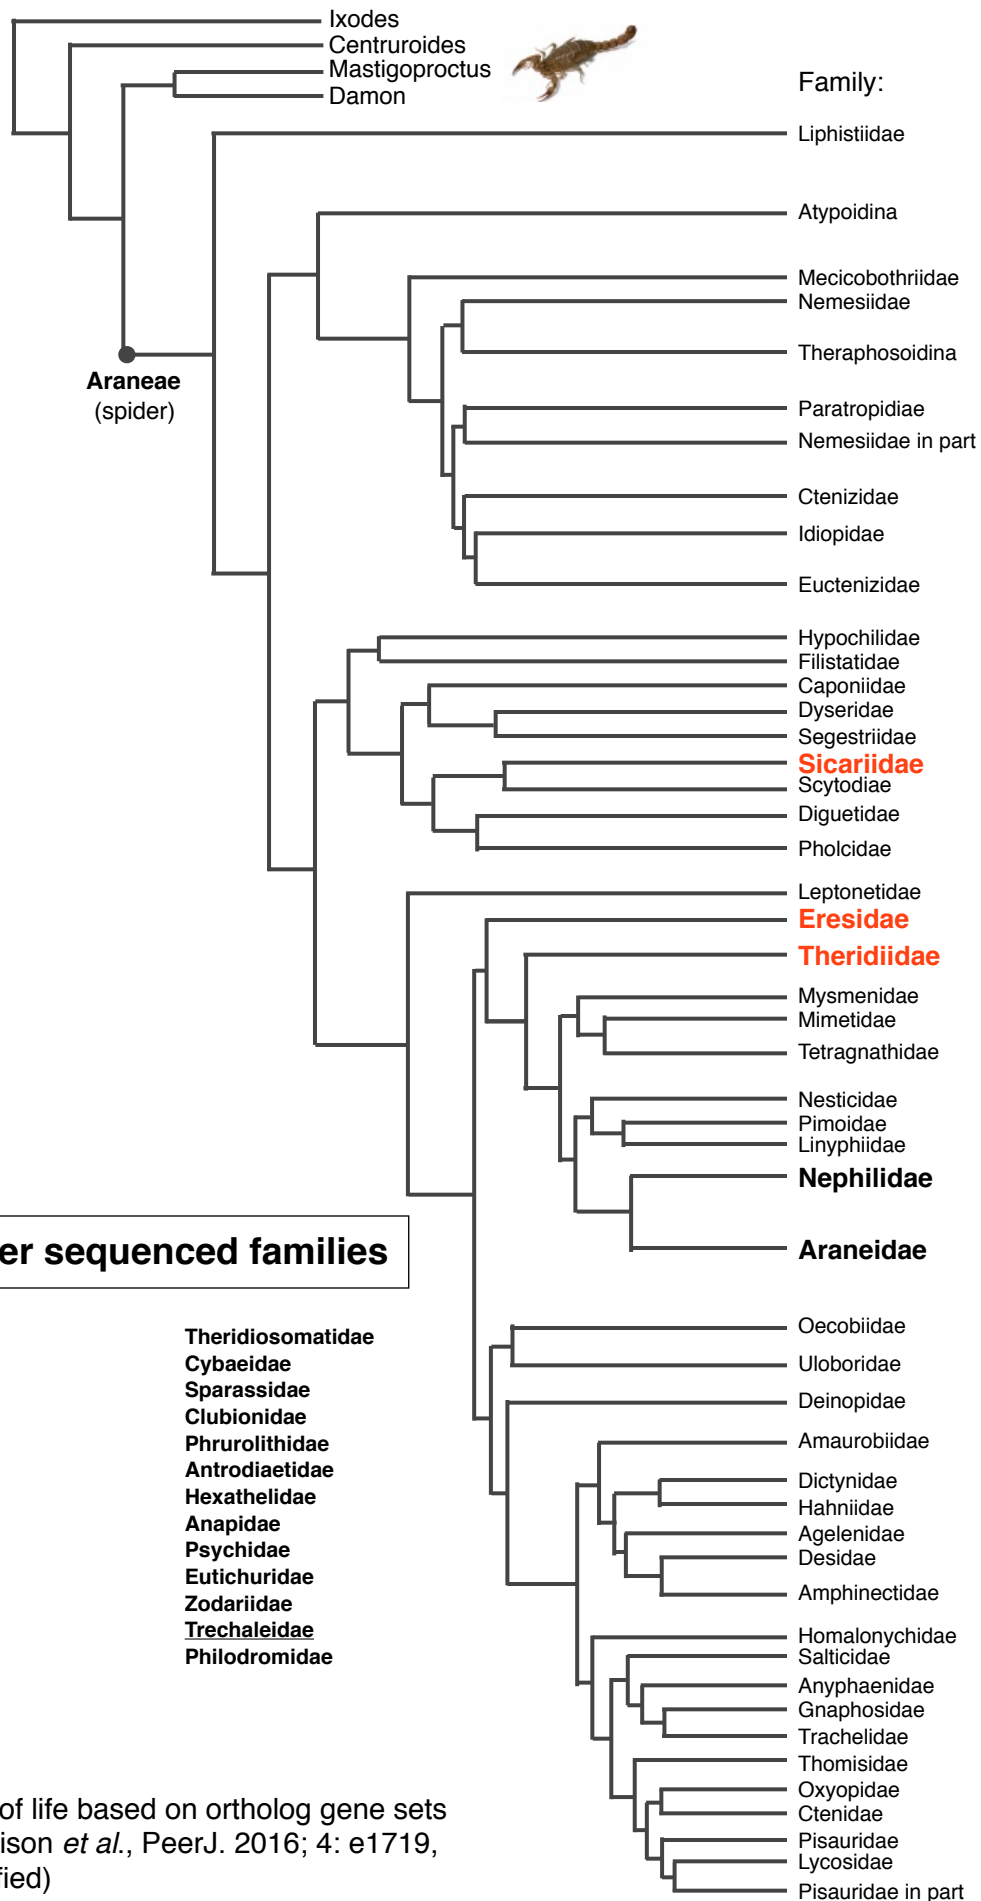 Ixodes
Centruroides
Mastigoproctus
Damon
Family:
Liphistiidae
Atypoidina
Mecicobothriidae
Nemesiidae
Theraphosoidina
Araneae
(spider)
Paratropidiae
Nemesiidae in part
Ctenizidae
Idiopidae
Euctenizidae
Hypochilidae
Filistatidae
Caponiidae
Dyseridae
Segestriidae
Sicariidae
Scytodiae
Diguetidae
Pholcidae
Leptonetidae
Eresidae
Theridiidae
Mysmenidae
Mimetidae
Tetragnathidae
Nesticidae
Pimoidae
Linyphiidae
Nephilidae
Araneidae
er sequenced families
Oecobiidae
Uloboridae
Deinopidae
Amaurobiidae
Dictynidae
Hahniidae
Agelenidae
Desidae
Amphinectidae
Homalonychidae
Salticidae
Anyphaenidae
Gnaphosidae
Trachelidae
Thomisidae
Oxyopidae
Ctenidae
Pisauridae
Lycosidae
Pisauridae in part
Theridiosomatidae
Cybaeidae
Sparassidae
Clubionidae
Phrurolithidae
Antrodiaetidae
Hexathelidae
Anapidae
Psychidae
Eutichuridae
Zodariidae
Trechaleidae
Philodromidae
of life based on ortholog gene sets
ison et al., PeerJ. 2016; 4: e1719,
fied)